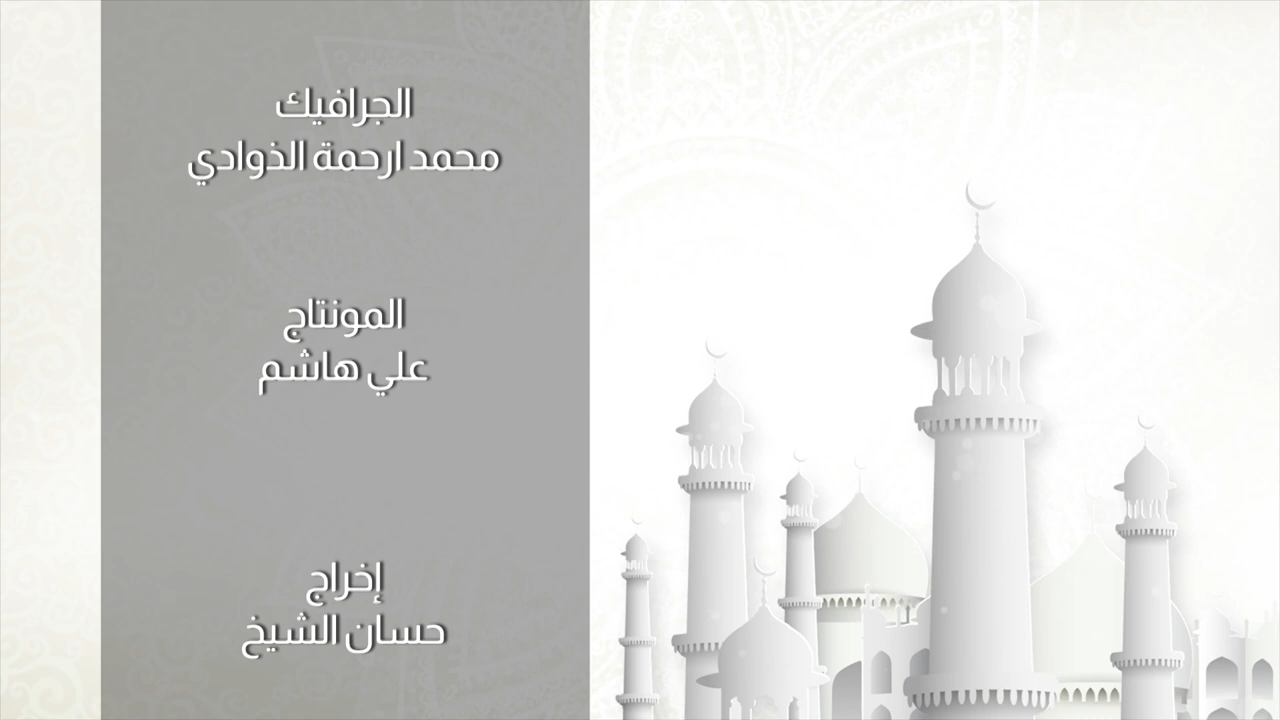 الجرافيك
محمد ارحمة الذوادي
المونتاج
علي هاشم
إخراج
حسان الشيخ